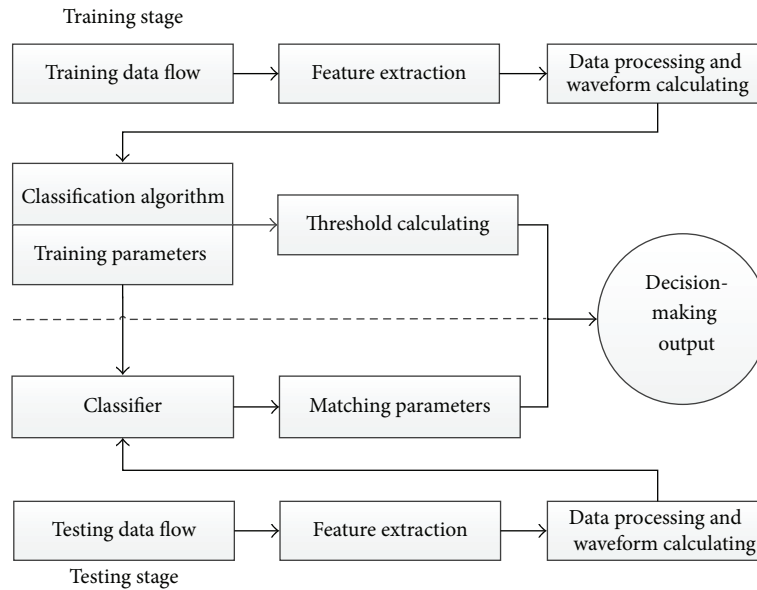 Training stage
Training data flow
Feature extraction
Data processing and
waveform calculating
Classification algorithm
Training parameters
Threshold calculating
Decision-
making
output
Classifier
Matching parameters
Testing data flow
Feature extraction
Data processing and
waveform calculating
Testing stage